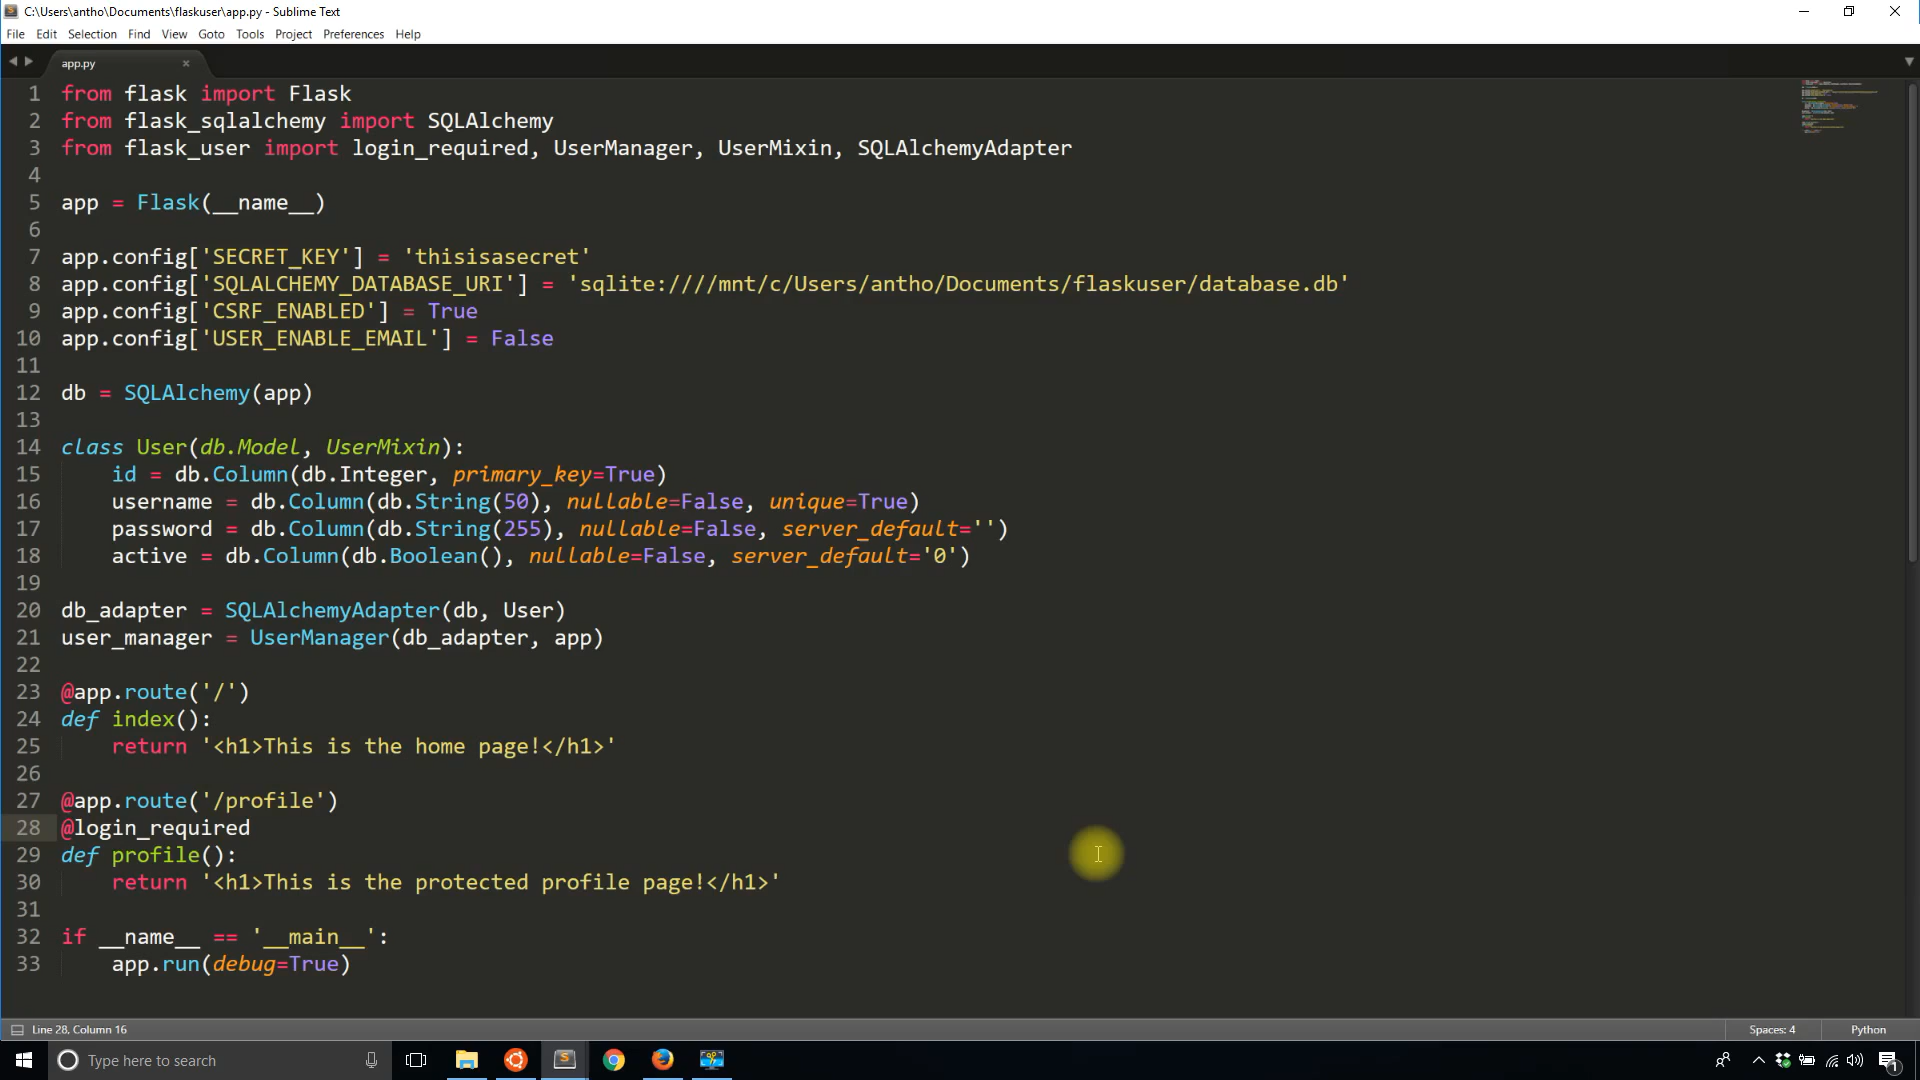 C:\Users\antho\Documents\flaskuser\app.py - Sublime Text
File Edit Selection Find View Goto Tools Project Preferences Help
app.py ×
1 from flask import Flask
2 from flask_sqlalchemy import SQLAlchemy
3 from flask_user import login_required, UserManager, UserMixin, SQLAlchemyAdapter
4
5 app = Flask(__name__)
6
7 app.config['SECRET_KEY'] = 'thisisasecret'
8 app.config['SQLALCHEMY_DATABASE_URI'] = 'sqlite:////mnt/c/Users/antho/Documents/flaskuser/database.db'
9 app.config['CSRF_ENABLED'] = True
10 app.config['USER_ENABLE_EMAIL'] = False
11
12 db = SQLAlchemy(app)
13
14 class User(db.Model, UserMixin):
15     id = db.Column(db.Integer, primary_key=True)
16     username = db.Column(db.String(50), nullable=False, unique=True)
17     password = db.Column(db.String(255), nullable=False, server_default='')
18     active = db.Column(db.Boolean(), nullable=False, server_default='0')
19
20 db_adapter = SQLAlchemyAdapter(db, User)
21 user_manager = UserManager(db_adapter, app)
22
23 @app.route('/')
24 def index():
25     return '<h1>This is the home page!</h1>'
26
27 @app.route('/profile')
28 @login_required
29 def profile():
30     return '<h1>This is the protected profile page!</h1>'
31
32 if __name__ == '__main__':
33     app.run(debug=True)
Line 28, Column 16 Spaces: 4 Python
Type here to search 1